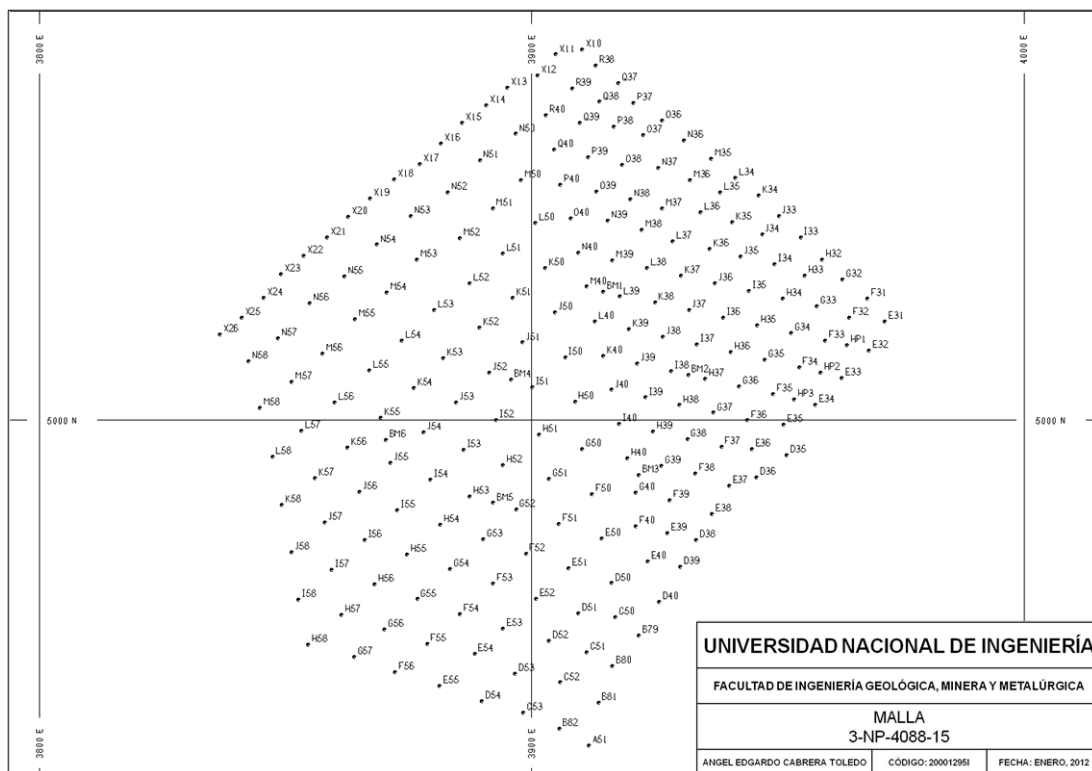 3800 E
3900 E
4000 E
X11 X10
R38
X12
X13 R39 Q37
X14 Q38 P37
X15 R40 Q39 P38 O36
X16 N50 O37 N36
X17 N51 Q40 P39 O38 N37 M35
X18 N52 M50 P40 O39 N38 M36 L35 L34
X19 K34
X20 N53 M51 O40 N39 M37 L36 K35 J33
X21 N54 M52 L50 M38 L37 K36 J34 I33
X22 N55 M53 L51 N40 M39 L38 J35 I34 H32
X23 M54 L52 K50 K37 J36 I35 H33 G32
X24 N56 M55 L53 K51 M40 BM1 L39 K38 J37 H34 G33 F31
X25 N57 L54 K52 J50 L40 K39 I36 H35 G34 F32 E31
X26 N58 M56 K53 J51 J38 I37 H36 F33 HP1 E32
M57 L55 J52 BM4 I50 K40 J39 I38 BM2 H37 G35 F34 HP2 E33
M58 L56 K54 J53 I51 H50 J40 I39 H38 G36 F35 HP3 E34
K55 I52 G37 F36
5000 N
5000 N
L57 BM6 J54 H51 I40 H39 G38 E35
L58 K56 J55 I53 H52 G50 H40 BM3 G39 F37 E36 D35
K57 J56 I54 H53 BM5 G51 F50 G40 F38 E37 D36
K58 J57 I55 H54 G52 F51 F40 F39 E38
J58 I56 H55 G53 F52 E50 E39 D38
I57 H56 G54 F53 E51 D50 E40 D39
I58 H57 G55 F54 E52 D51 C50 D40
H58 G56 F55 E53 D52 C51 B79
G57 F56 E54 D53 C52 B80
E55 D54 C53 B81
B82 A51
3800 E
3900 E
UNIVERSIDAD NACIONAL DE INGENIERÍA
FACULTAD DE INGENIERÍA GEOLÓGICA, MINERA Y METALÚRGICA
MALLA
3-NP-4088-15
ANGEL EDGARDO CABRERA TOLEDO CÓDIGO: 20001295I FECHA: ENERO, 2012